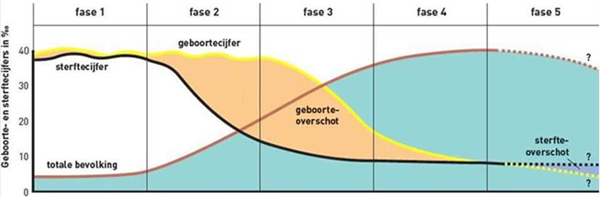 fase 1
fase 2
fase 3
fase 4
fase 5
Geboorte- en sterftecijfers in ‰
40
30
20
10
0
geboortecijfer
sterftecijfer
geboorte-
overschot
sterfte-
overschot
totale bevolking
?
?
?